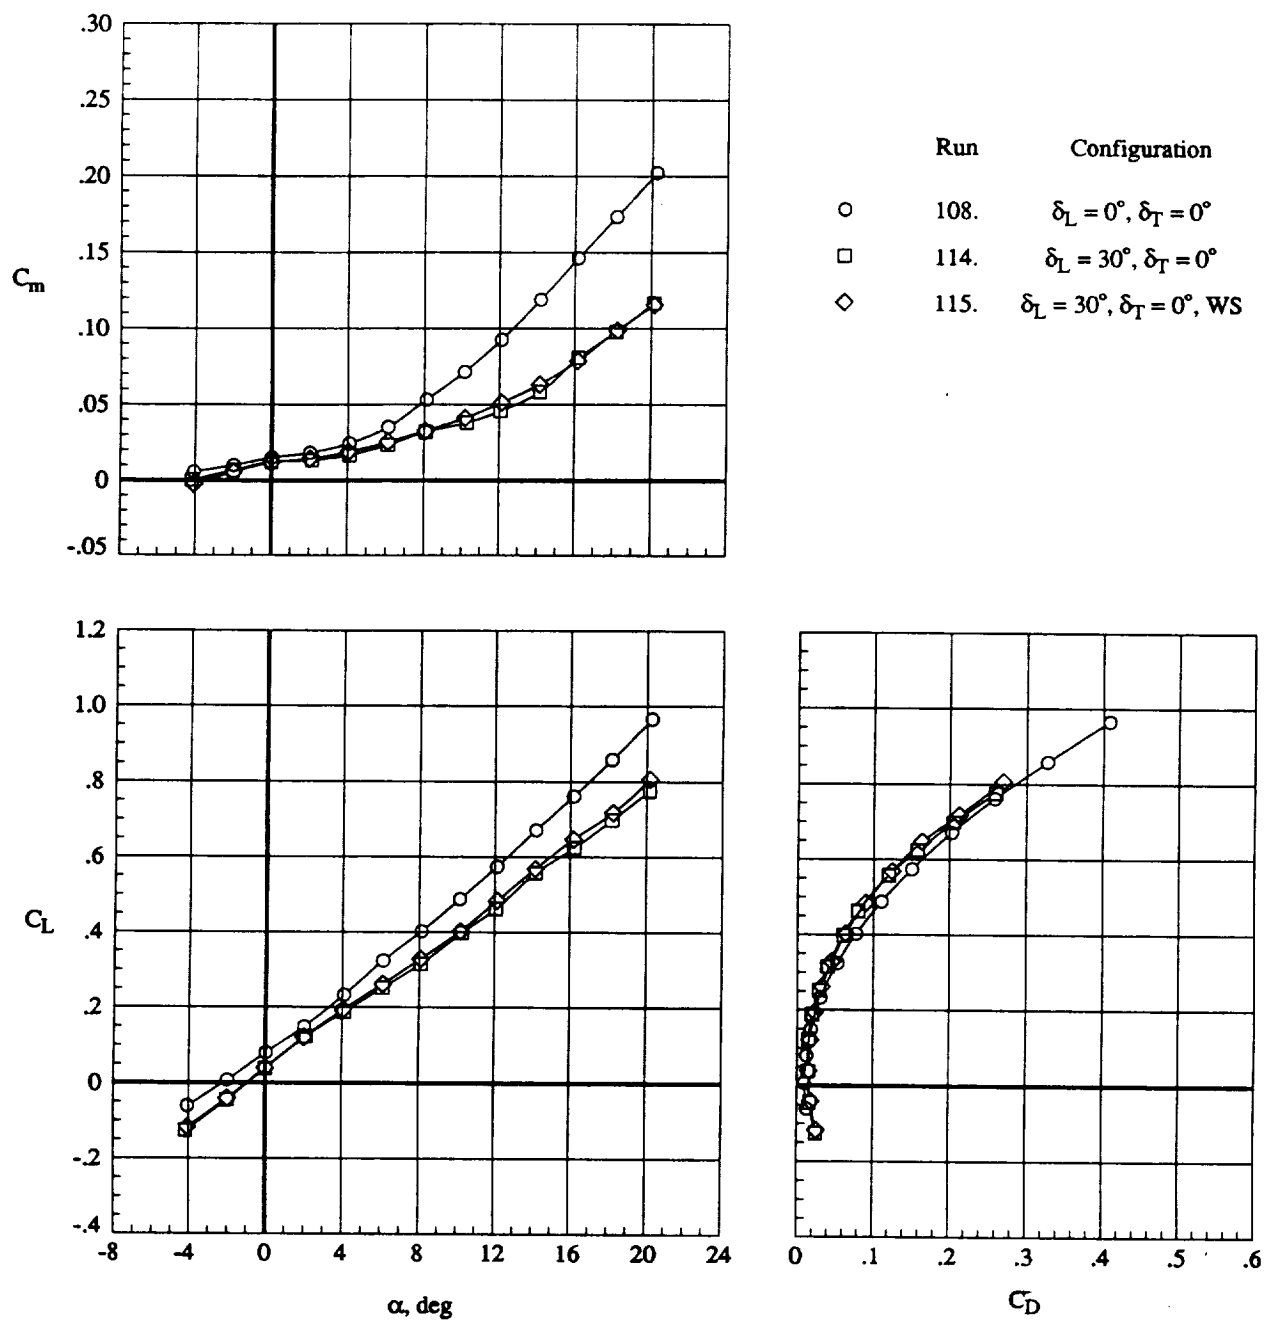 .30
.25
.20
.15
.10
.05
0
-.05
Cm
Run Configuration
108. δL = 0°, δT = 0°
114. δL = 30°, δT = 0°
115. δL = 30°, δT = 0°, WS
1.2
1.0
.8
.6
.4
.2
0
-.2
-.4
CL
-8 -4 0 4 8 12 16 20 24
α, deg
0 .1 .2 .3 .4 .5 .6
CD